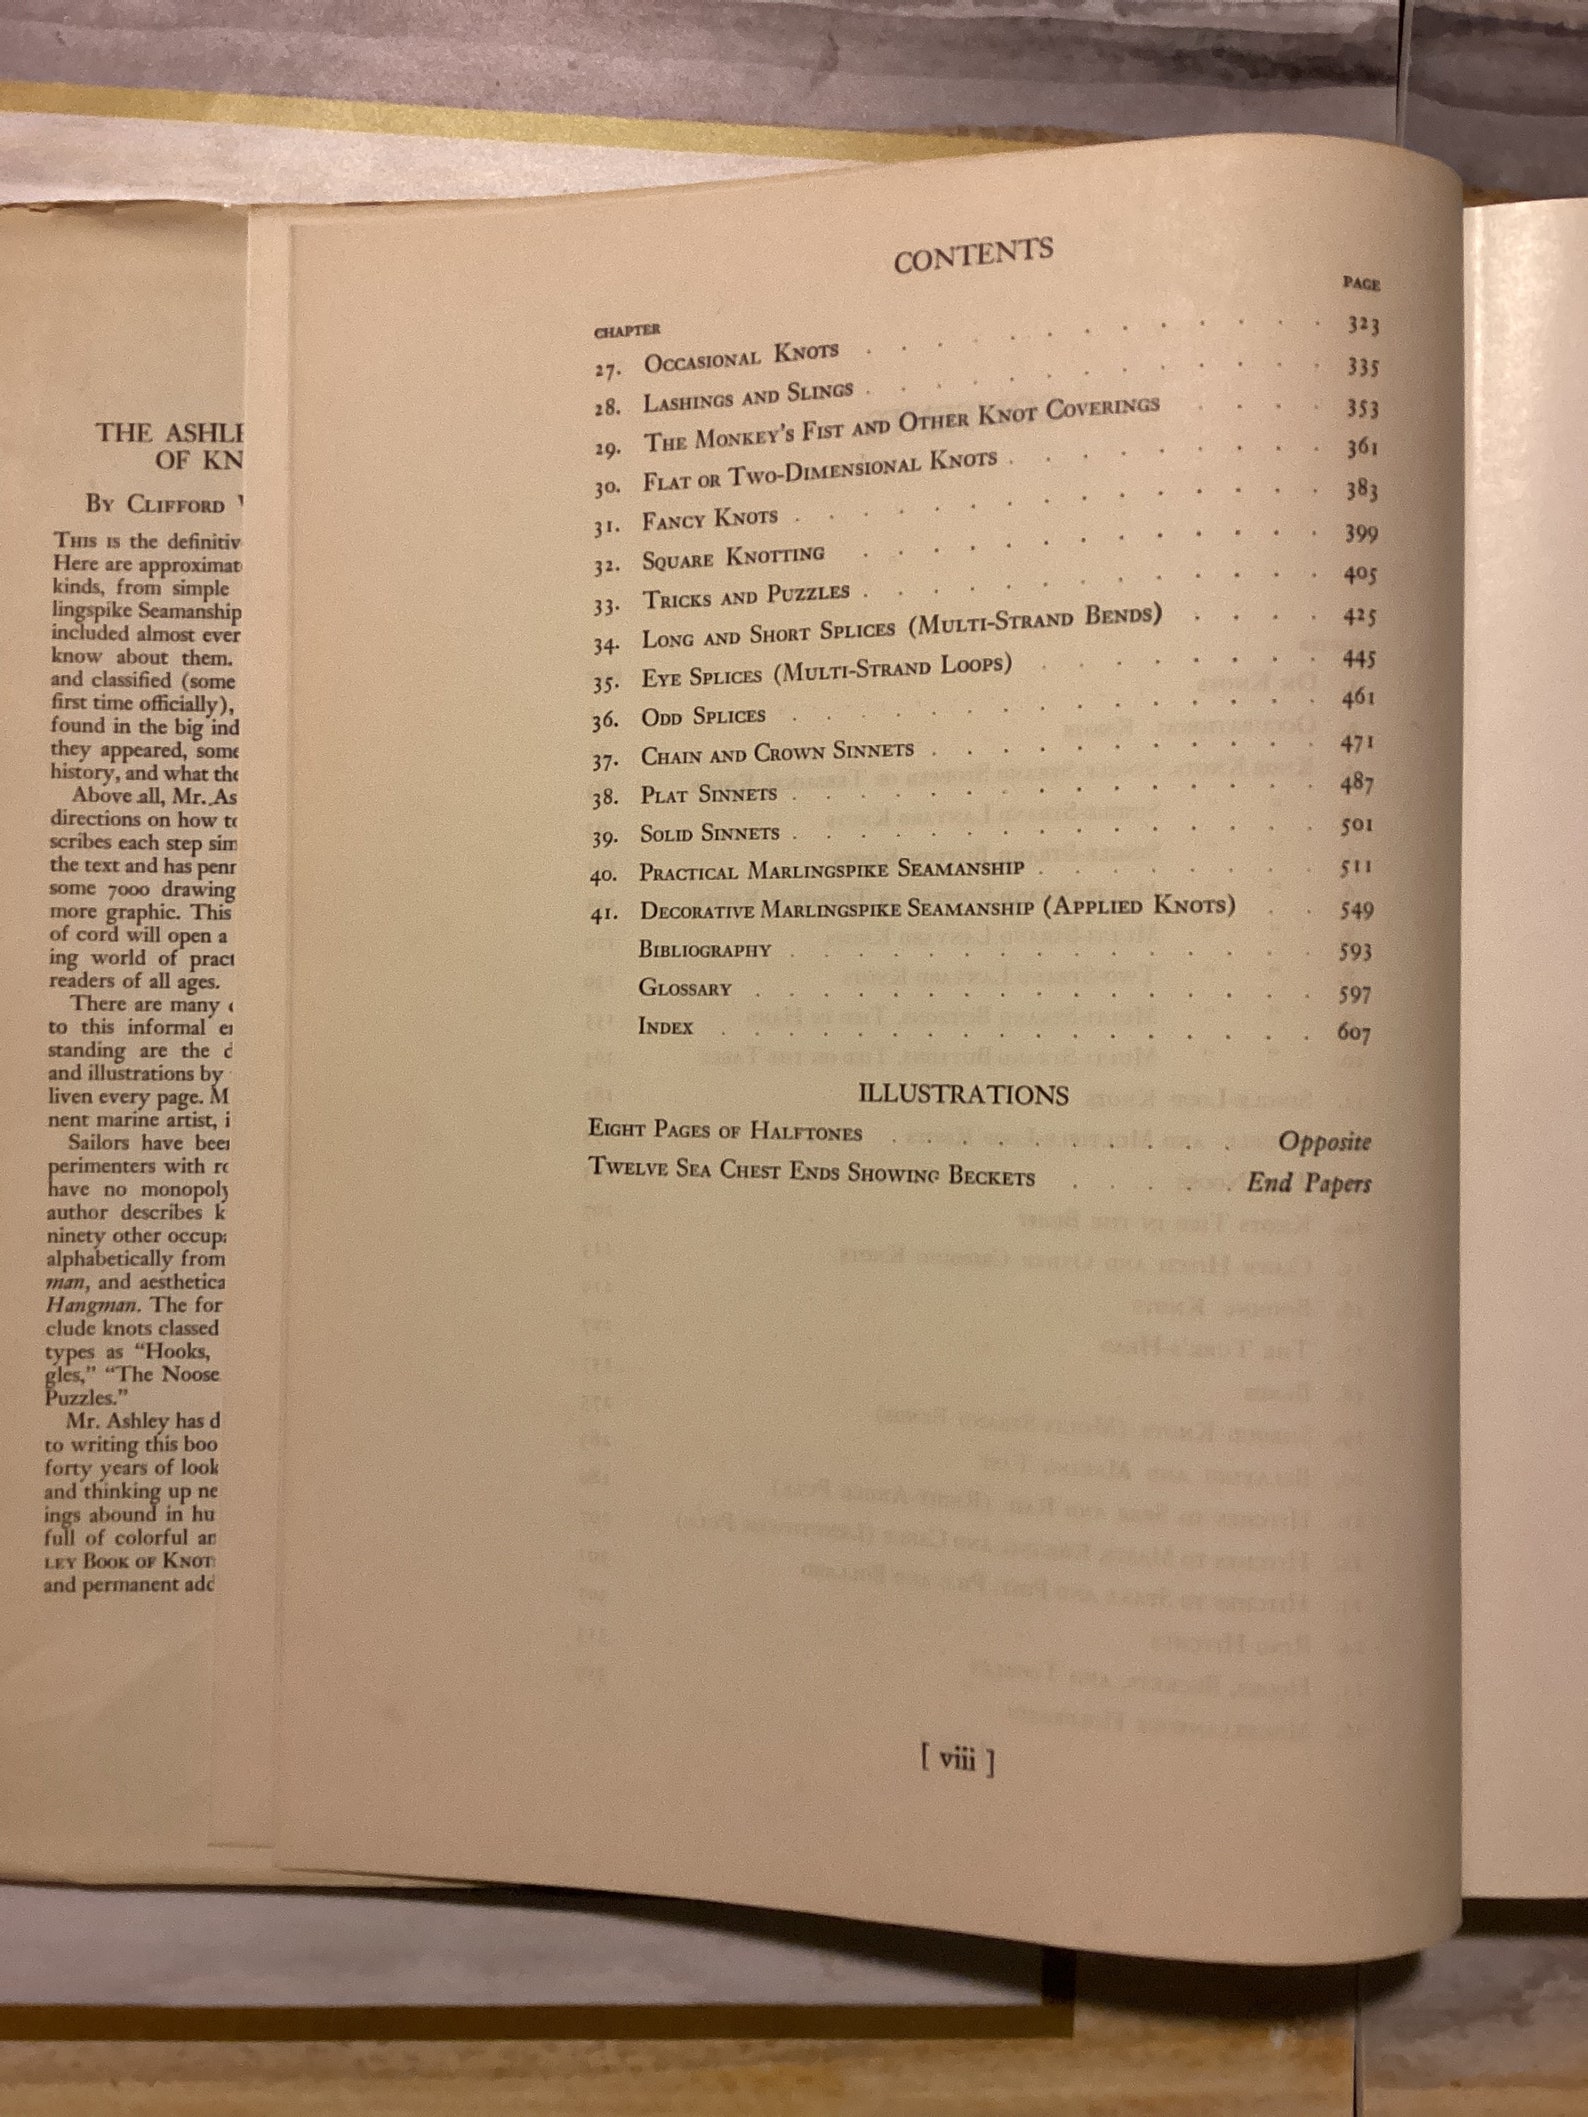 THE ASHLE
OF KN
BY CLIFFORD
THIS IS the definitiv
Here are approximat
kinds, from simple
lingspike Seamanship
included almost ever
know about them.
and classified (some
first time officially),
found in the big ind
they appeared, some
history, and what the
Above all, Mr. As
directions on how to
scribes each step sim
the text and has penr
some 7000 drawing
more graphic. This
of cord will open a
ing world of pract
readers of all ages.
There are many
to this informal
standing are the
and illustrations by
liven every page. M
nent marine artist, i
Sailors have been
perimenters with re
have no monopoly
author describes k
ninety other occup
alphabetically from
man, and aesthetica
Hangman. The for
clude knots classed
types as "Hooks,
gles," "The Noose
Puzzles."
Mr. Ashley has d
to writing this boo
forty years of look
and thinking up ne
ings abound in hu
full of colorful an
LEY BOOK OF KNOT
and permanent add
CONTENTS
CHAPTER PAGE
27. OCCASIONAL KNOTS . . . . . . . . . . . . 323
28. LASHINGS AND SLINGS . . . . . . . . . . . . 335
29. THE MONKEY'S FIST AND OTHER KNOT COVERINGS . . . . 353
30. FLAT OR TWO-DIMENSIONAL KNOTS . . . . . . . . . 361
31. FANCY KNOTS . . . . . . . . . . . . . . 383
32. SQUARE KNOTTING . . . . . . . . . . . . . 399
33. TRICKS AND PUZZLES . . . . . . . . . . . . . 405
34. LONG AND SHORT SPLICES (MULTI-STRAND BENDS) . . . . 425
35. EYE SPLICES (MULTI-STRAND LOOPS) . . . . . . . . 445
36. ODD SPLICES . . . . . . . . . . . . . . 461
37. CHAIN AND CROWN SINNETS . . . . . . . . . . . 471
38. PLAT SINNETS . . . . . . . . . . . . . . . 487
39. SOLID SINNETS . . . . . . . . . . . . . . . 501
40. PRACTICAL MARLINGSPIKE SEAMANSHIP . . . . . . . . 511
41. DECORATIVE MARLINGSPIKE SEAMANSHIP (APPLIED KNOTS) . . 549
BIBLIOGRAPHY . . . . . . . . . . . . . . . 593
GLOSSARY . . . . . . . . . . . . . . . . 597
INDEX . . . . . . . . . . . . . . . . . 607
ILLUSTRATIONS
EIGHT PAGES OF HALFTONES . . . . . . . . . . Opposite
TWELVE SEA CHEST ENDS SHOWING BECKETS . . . . . End Papers
[ viii ]